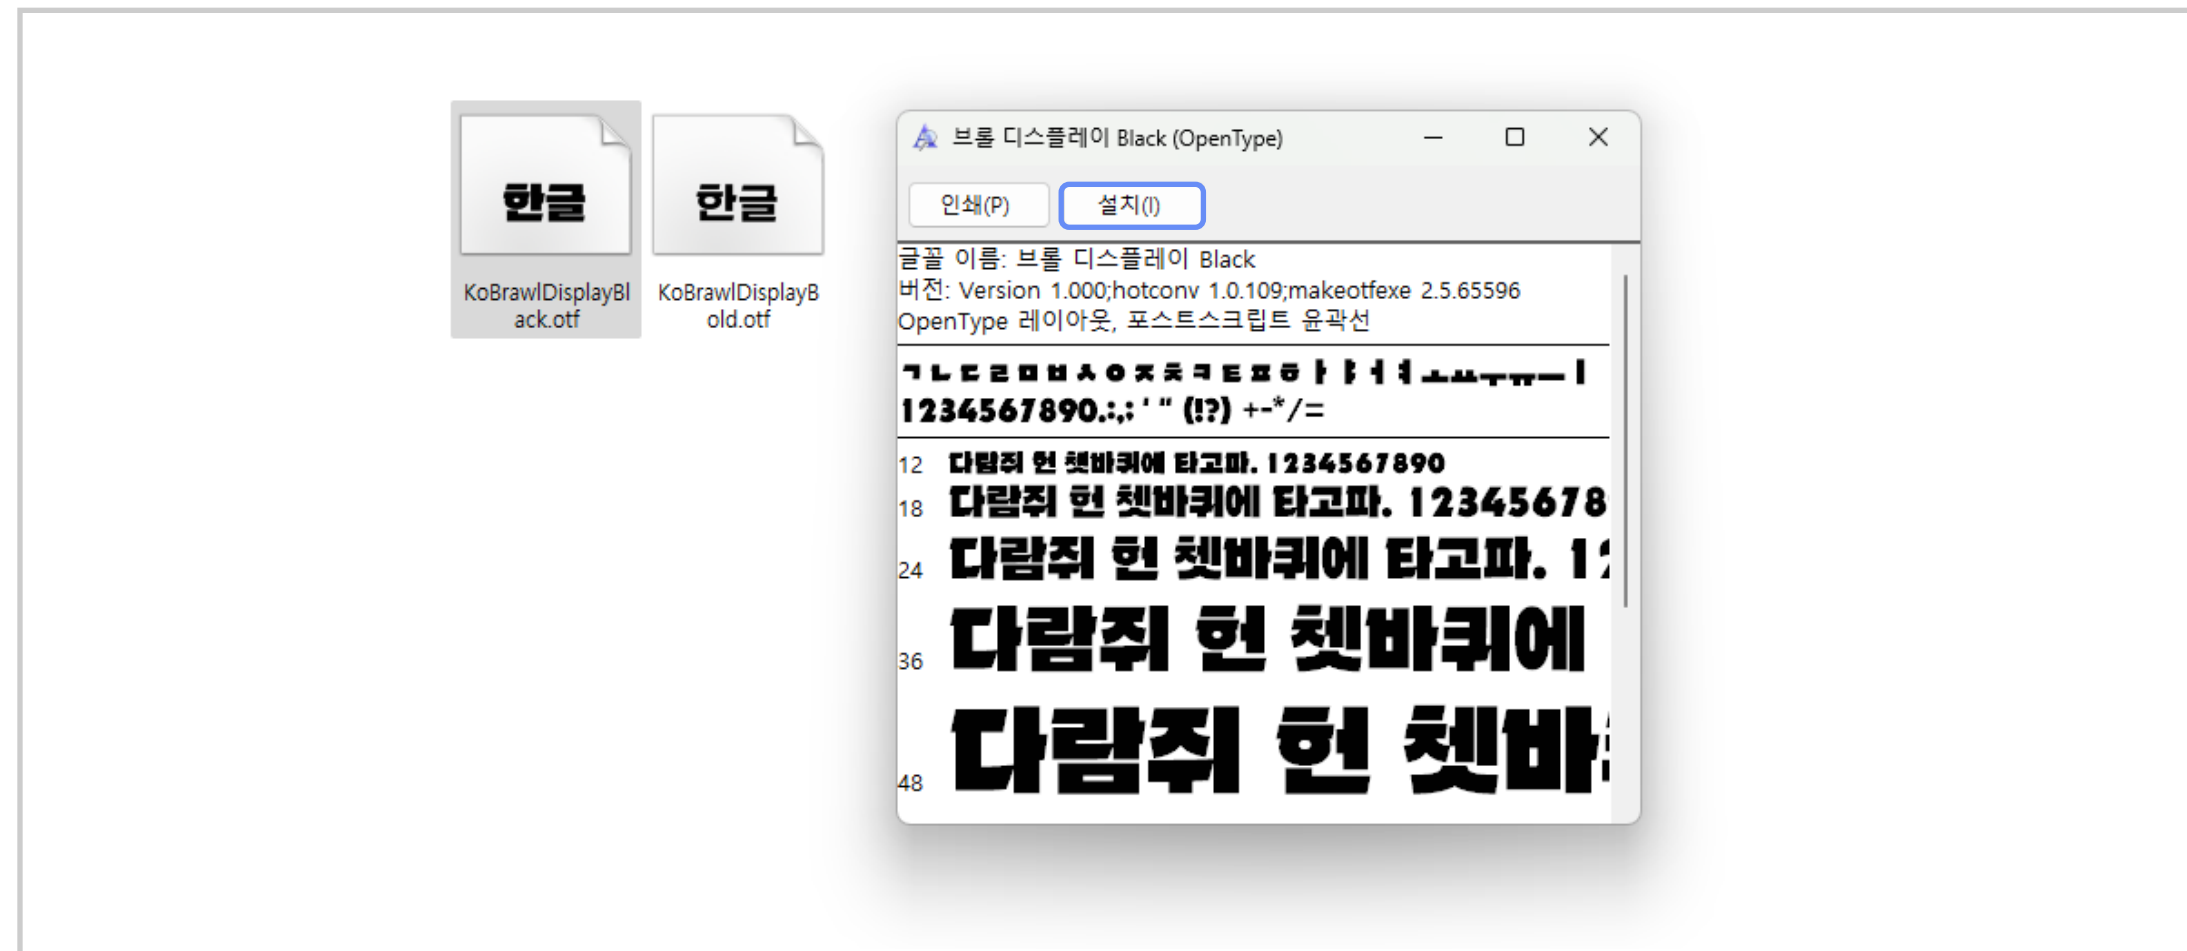 한글
KoBrawlDisplayBl
ack.otf
한글
KoBrawlDisplayB
old.otf
브롤 디스플레이 Black (OpenType)
인쇄(P)
설치(I)
글꼴 이름: 브롤 디스플레이 Black
버전: Version 1.000;hotconv 1.0.109;makeotfexe 2.5.65596
OpenType 레이아웃, 포스트스크립트 윤곽선
ㄱㄴㄷㄹㅁㅂㅅㅇㅈㅊㅋㅌㅍㅎㅏㅑㅓㅕㅗㅛㅜㅠㅡㅣ
1234567890.:,; ' " (!?) +-*/=
12 다람쥐 헌 쳇바퀴에 타고파. 1234567890
18 다람쥐 헌 쳇바퀴에 타고파. 12345678
24 다람쥐 헌 쳇바퀴에 타고파. 12
36 다람쥐 헌 쳇바퀴에
48 다람쥐 헌 쳇바